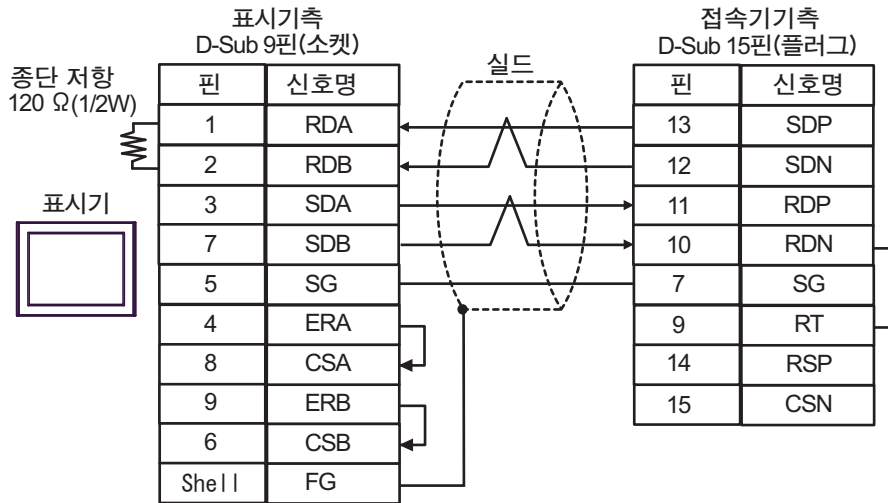 표시기측
D-Sub 9핀(소켓)
접속기기측
D-Sub 15핀(플러그)
종단 저항
120 Ω(1/2W)
실드
표시기
핀 신호명
1 RDA
2 RDB
3 SDA
7 SDB
5 SG
4 ERA
8 CSA
9 ERB
6 CSB
Shell FG
핀 신호명
13 SDP
12 SDN
11 RDP
10 RDN
7 SG
9 RT
14 RSP
15 CSN